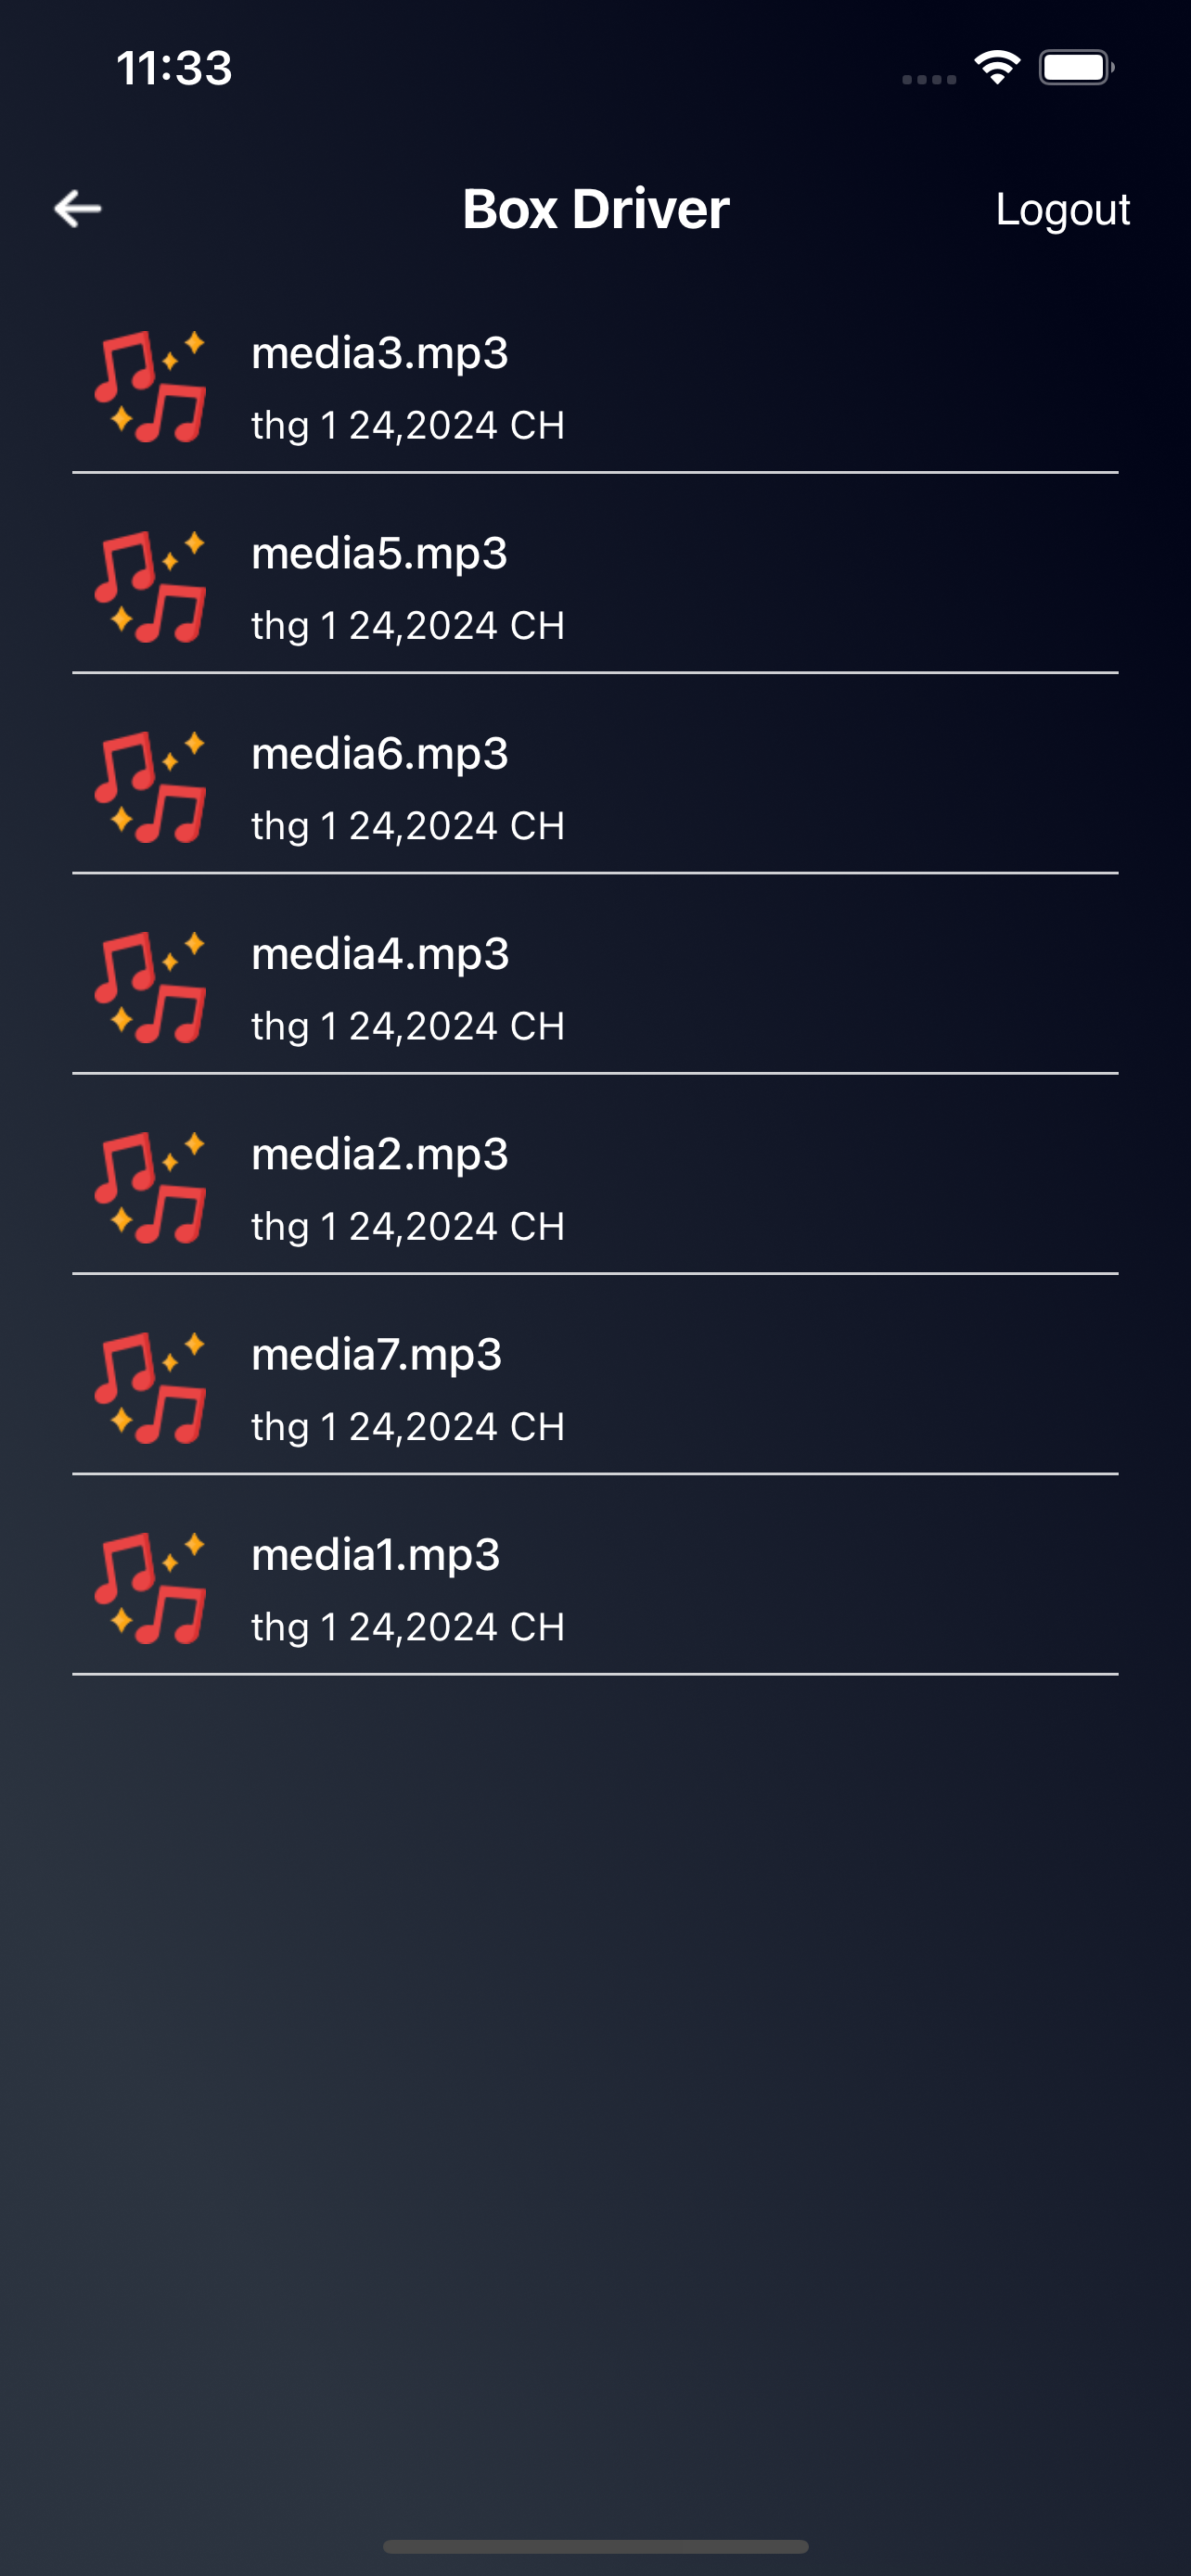 11:33
Box Driver
Logout
media3.mp3
thg 1 24,2024 CH
media5.mp3
thg 1 24,2024 CH
media6.mp3
thg 1 24,2024 CH
media4.mp3
thg 1 24,2024 CH
media2.mp3
thg 1 24,2024 CH
media7.mp3
thg 1 24,2024 CH
media1.mp3
thg 1 24,2024 CH